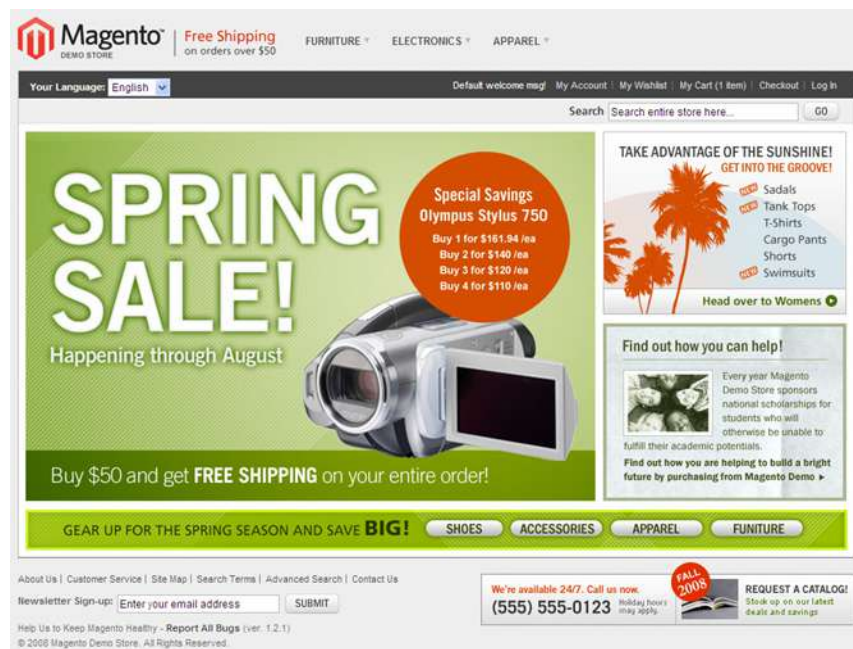 Magento™
DEMO STORE
Free Shipping
on orders over $50
FURNITURE
ELECTRONICS
APPAREL
Your Language: English
Default welcome msg! My Account | My Wishlist | My Cart (1 item) | Checkout | Log In
Search Search entire store here... GO
SPRING
SALE!
Happening through August
Special Savings
Olympus Stylus 750
Buy 1 for $161.94 /ea
Buy 2 for $140 /ea
Buy 3 for $120 /ea
Buy 4 for $110 /ea
Buy $50 and get FREE SHIPPING on your entire order!
TAKE ADVANTAGE OF THE SUNSHINE!
GET INTO THE GROOVE!
NEW Sadals
NEW Tank Tops
T-Shirts
Cargo Pants
Shorts
NEW Swimsuits
Head over to Womens
Find out how you can help!
Every year Magento
Demo Store sponsors
national scholarships for
students who will
otherwise be unable to
fulfill their academic potentials.
Find out how you are helping to build a bright
future by purchasing from Magento Demo
GEAR UP FOR THE SPRING SEASON AND SAVE BIG! SHOES ACCESSORIES APPAREL FUNITURE
About Us | Customer Service | Site Map | Search Terms | Advanced Search | Contact Us
Newsletter Sign-up: Enter your email address SUBMIT
Help Us to Keep Magento Healthy - Report All Bugs (ver. 1.2.1)
© 2008 Magento Demo Store. All Rights Reserved.
We're available 24/7. Call us now.
(555) 555-0123 Holiday hours
may apply.
FALL
2008
REQUEST A CATALOG!
Stock up on our latest
deals and savings